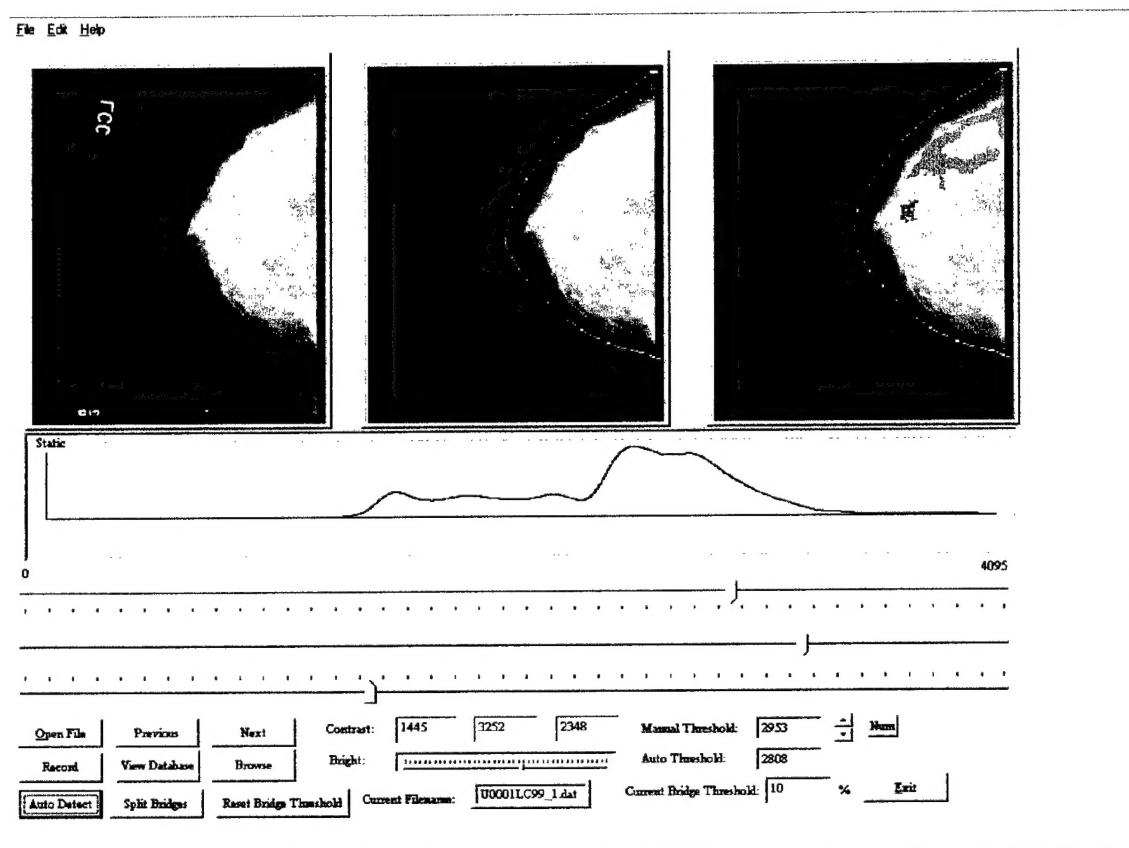 File Edit Help
LCC
Static
0
4095
Open File Previous Next Contrast: 1445 3252 2348 Manual Threshold: 2953 Num
Record View Database Browse Bright: Auto Threshold: 2808
Auto Detect Split Bridges Reset Bridge Threshold Current Filename: U0001LC99_1.dat Current Bridge Threshold: 10 % Exit